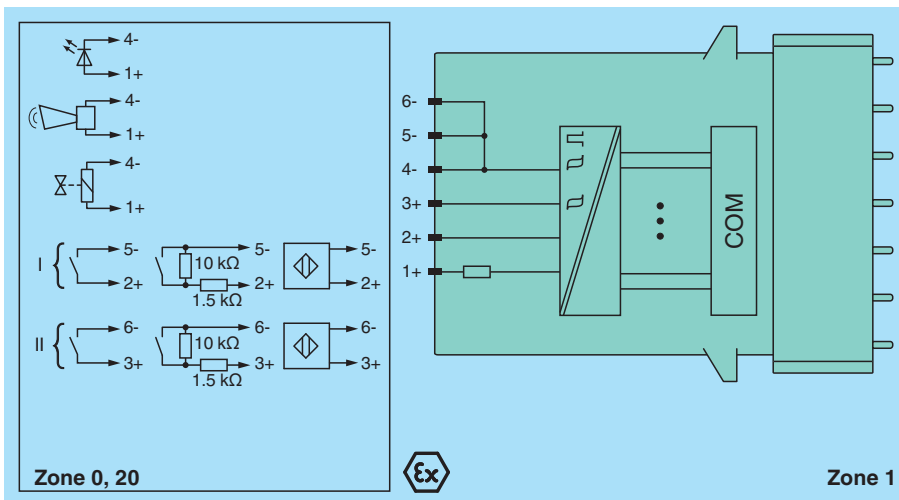 4-
1+
4-
1+
4-
1+
I
5-
2+
10 kΩ
1.5 kΩ
5-
2+
5-
2+
II
6-
3+
10 kΩ
1.5 kΩ
6-
3+
6-
3+
Zone 0, 20
6-
5-
4-
3+
2+
1+
COM
Ex
Zone 1